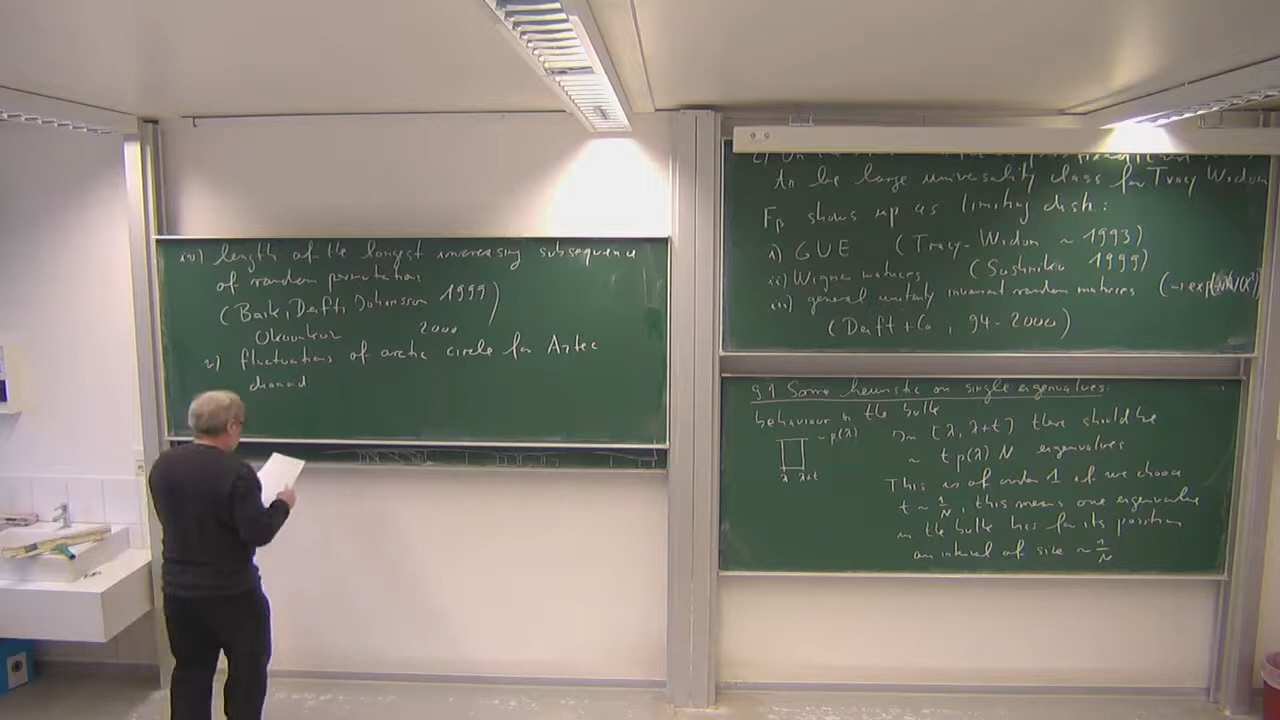 iv) length of the longest increasing subsequence
of random permutations
(Baik, Deift, Johansson 1999)
Okounkov 2000
v) fluctuations of arctic circle for Aztec
diamond
to be large universality class for Tracy Widom
Fβ shows up as limiting distr.:
i) GUE (Tracy-Widom ~ 1993)
ii) Wigner matrices (Soshnikov 1999)
iii) general unitarily invariant random matrices (→ exp
(Deift + Co, 94-2000)
§1 Some heuristic on single eigenvalues.
behaviour in the bulk
~ p(λ)
λ λ+t
In [λ, λ+t] there should be
~ t p(λ) N eigenvalues
This is of order 1 if we choose
t ~ 1/N, this means one eigenvalue
in the bulk has for its position
an interval of size ~ 1/N